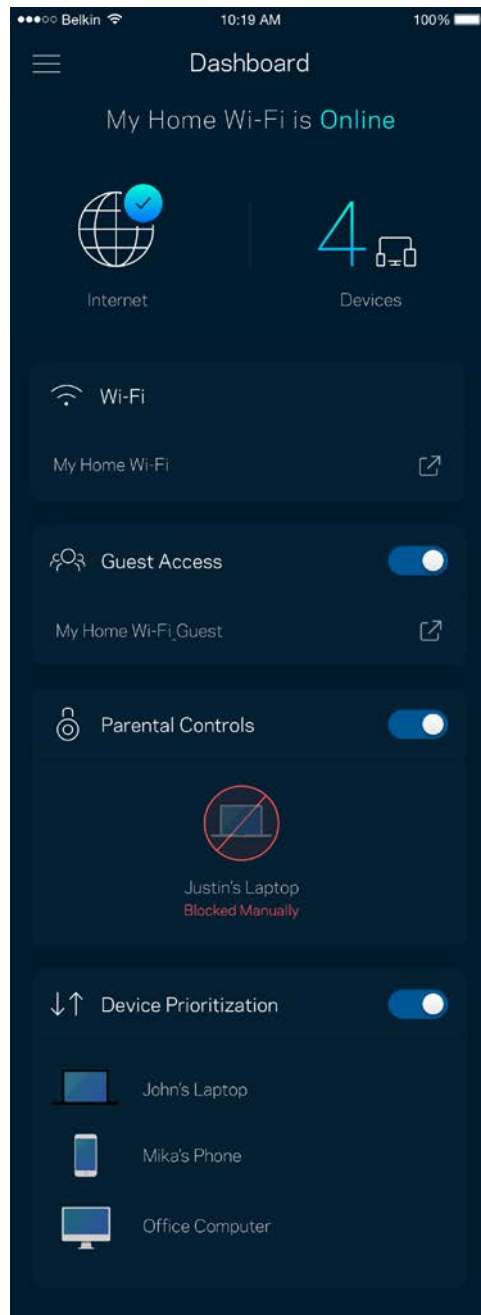 Belkin 10:19 AM 100%
Dashboard
My Home Wi-Fi is Online
4
Internet Devices
Wi-Fi
My Home Wi-Fi
Guest Access
My Home Wi-Fi_Guest
Parental Controls
Justin's Laptop
Blocked Manually
Device Prioritization
John's Laptop
Mika's Phone
Office Computer